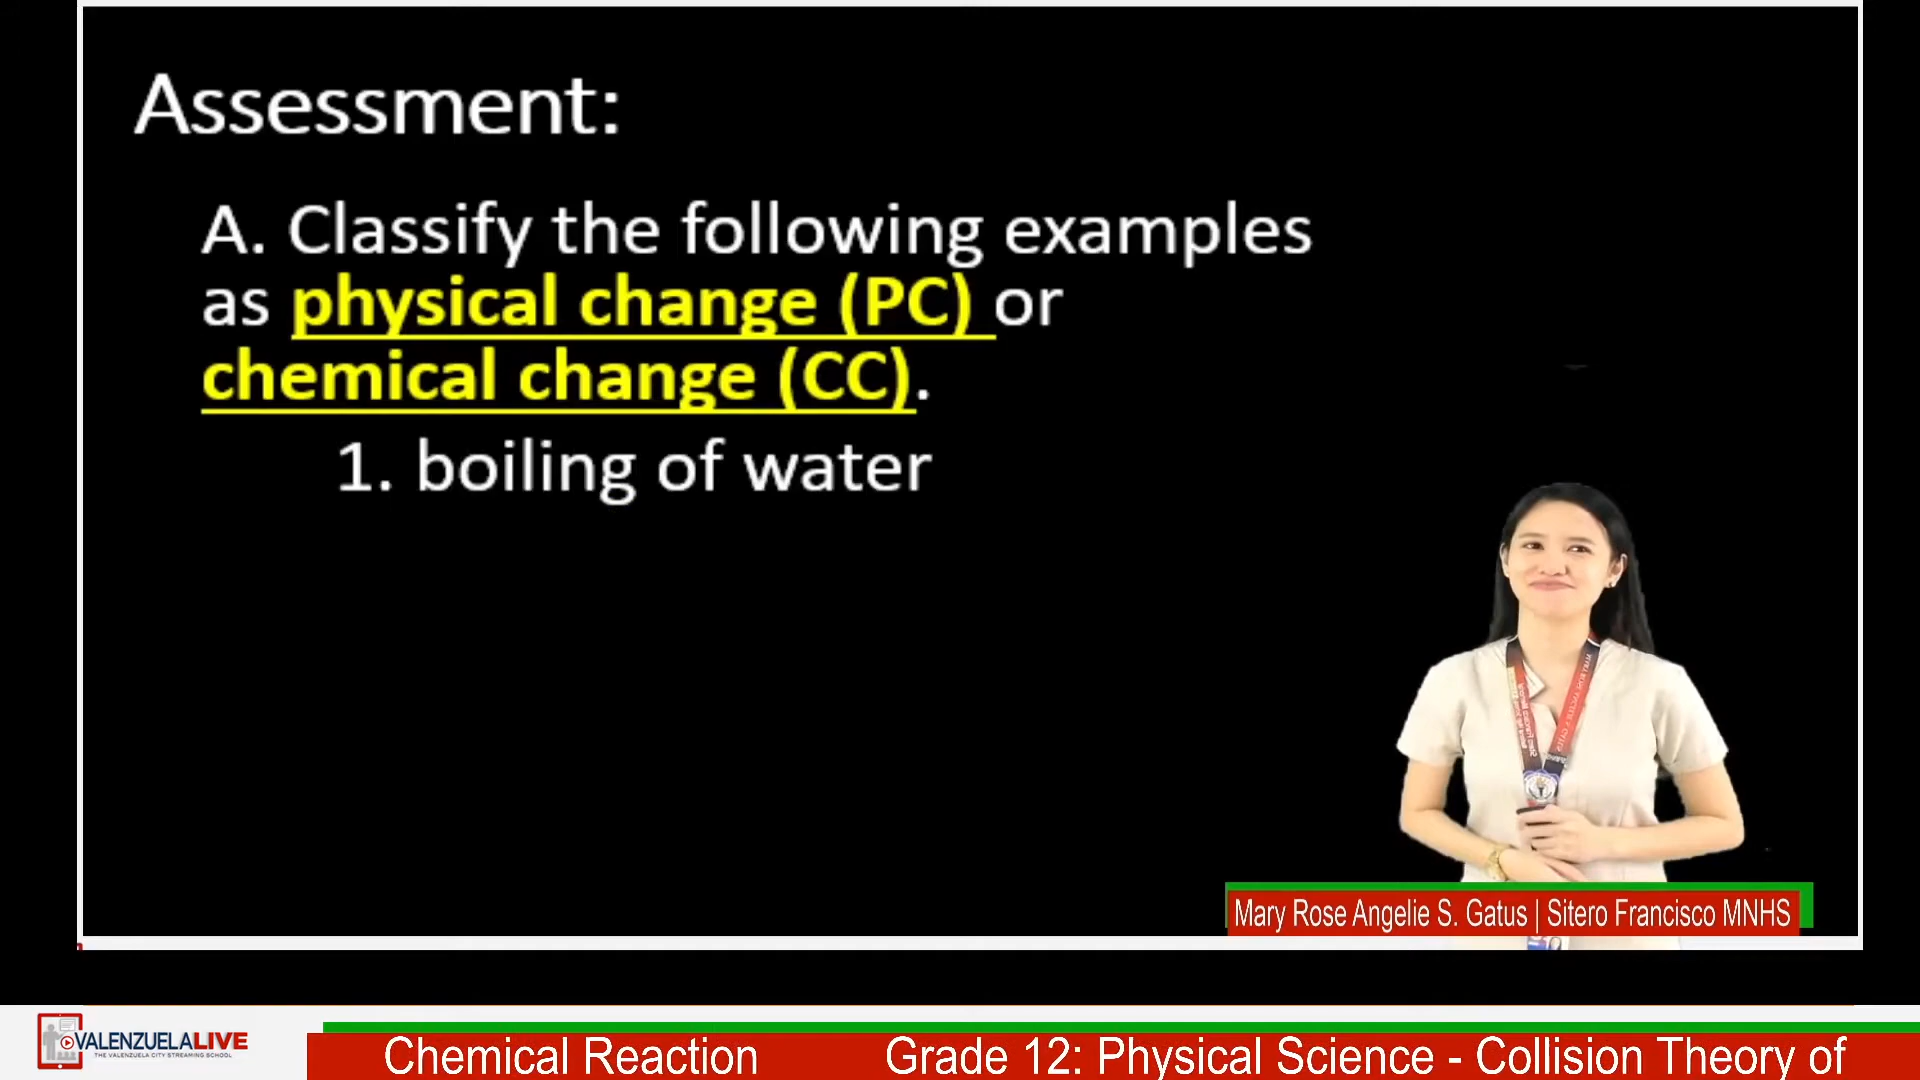 Assessment:
A. Classify the following examples
as physical change (PC) or
chemical change (CC).
1. boiling of water
Mary Rose Angelie S. Gatus | Sitero Francisco MNHS
VALENZUELALIVE
THE VALENZUELA CITY STREAMING SCHOOL
Chemical Reaction Grade 12: Physical Science - Collision Theory of